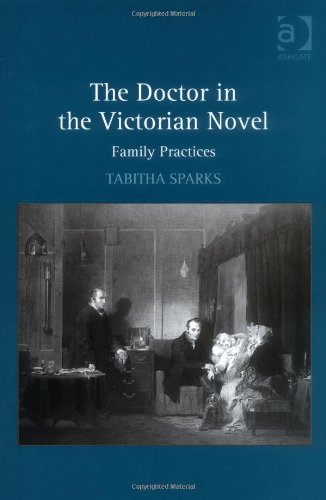 a
ASHGATE
The Doctor in
the Victorian Novel
Family Practices
TABITHA SPARKS